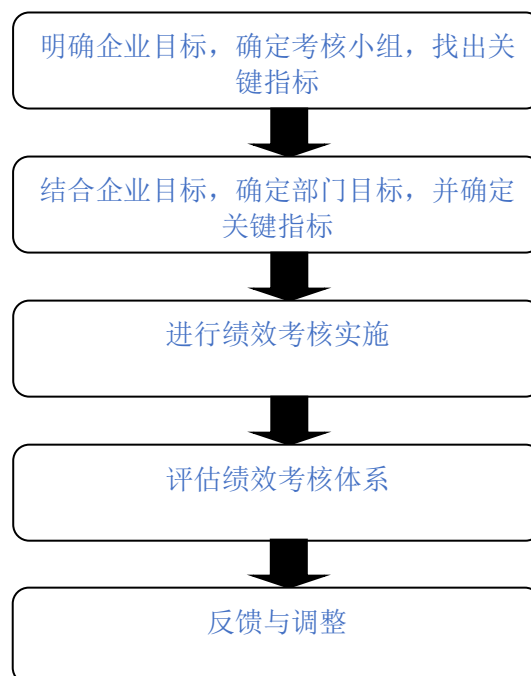 明确企业目标，确定考核小组，找出关
键指标
结合企业目标，确定部门目标，并确定
关键指标
进行绩效考核实施
评估绩效考核体系
反馈与调整